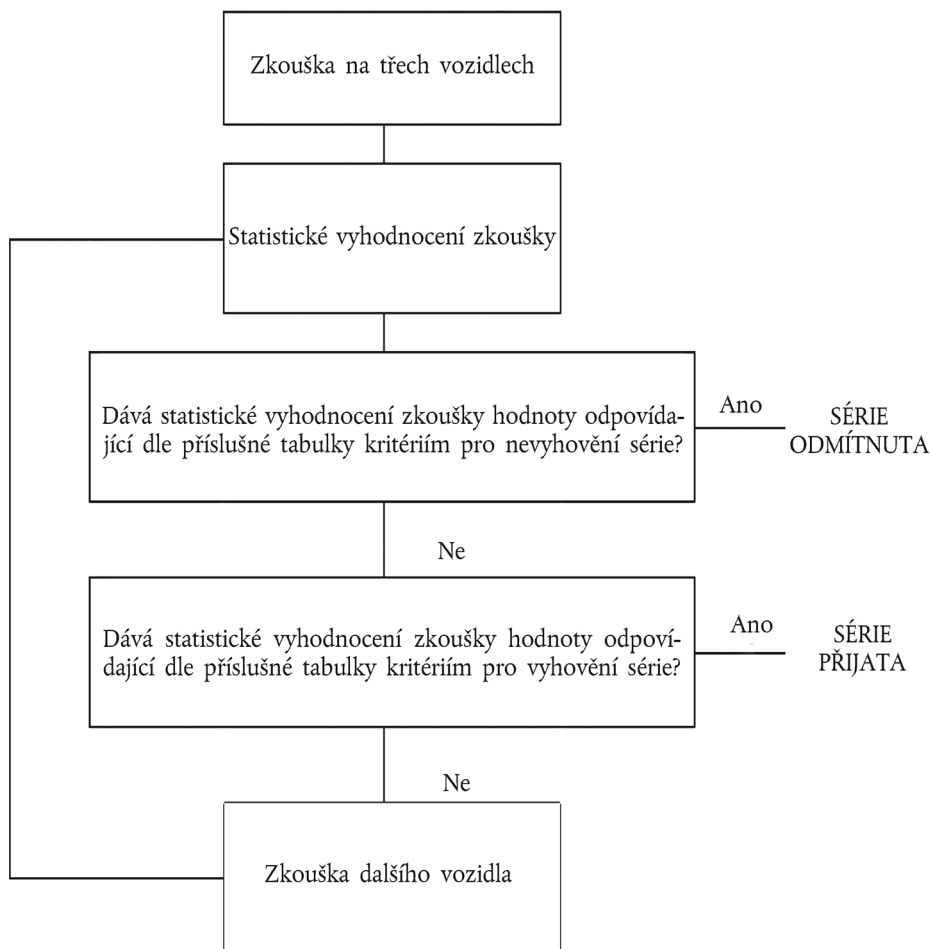 Zkouška na třech vozidlech
Statistické vyhodnocení zkoušky
Dává statistické vyhodnocení zkoušky hodnoty odpovída-
jící dle příslušné tabulky kritériím pro nevyhovění série?
Ano
SÉRIE
ODMÍTNUTA
Ne
Dává statistické vyhodnocení zkoušky hodnoty odpoví-
dající dle příslušné tabulky kritériím pro vyhovění série?
Ano
SÉRIE
PŘIJATA
Ne
Zkouška dalšího vozidla